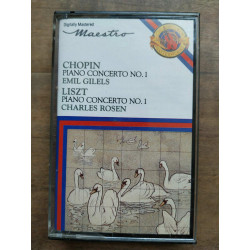 Digitally Mastered
Maestro
CHOPIN
PIANO CONCERTO NO. 1
EMIL GILELS
LISZT
PIANO CONCERTO NO. 1
CHARLES ROSEN